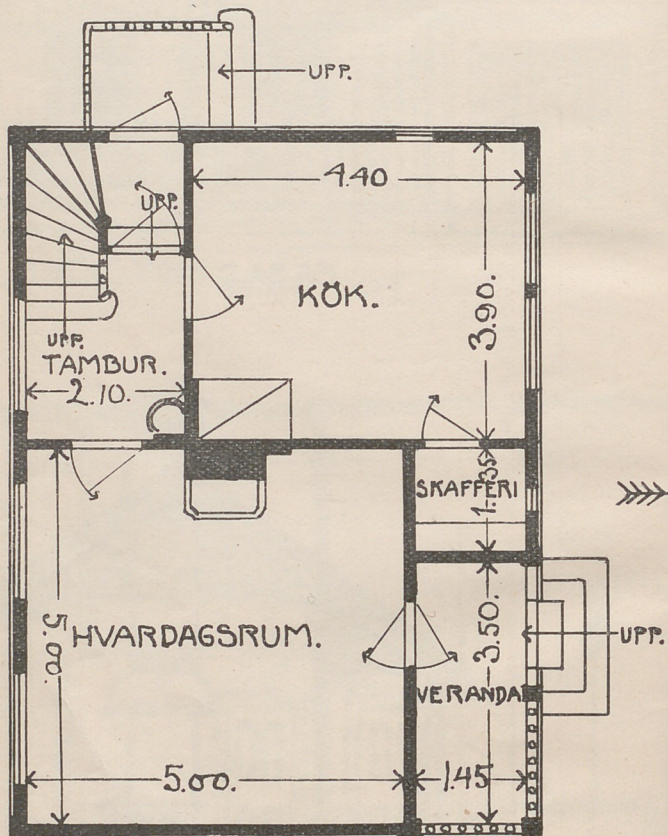 UPP.
4.40
UPP.
KÖK.
3.90.
UPP.
TAMBUR.
2.10.
SKAFFERI
1.35
HVARDAGSRUM.
5.00.
3.50.
UPP.
VERANDA
5.00.
1.45